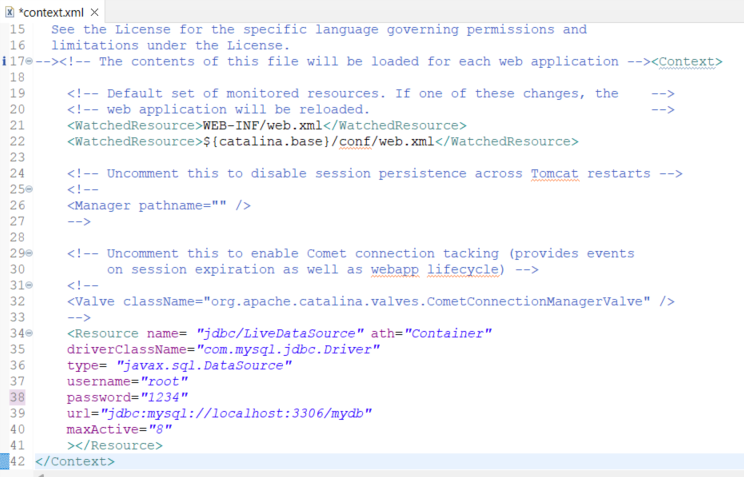 *context.xml
15 See the License for the specific language governing permissions and
16 limitations under the License.
17 --><!-- The contents of this file will be loaded for each web application --><Context>
18
19 <!-- Default set of monitored resources. If one of these changes, the -->
20 <!-- web application will be reloaded. -->
21 <WatchedResource>WEB-INF/web.xml</WatchedResource>
22 <WatchedResource>${catalina.base}/conf/web.xml</WatchedResource>
23
24 <!-- Uncomment this to disable session persistence across Tomcat restarts -->
25 <!--
26 <Manager pathname="" />
27 -->
28
29 <!-- Uncomment this to enable Comet connection tacking (provides events
30 on session expiration as well as webapp lifecycle) -->
31 <!--
32 <Valve className="org.apache.catalina.valves.CometConnectionManagerValve" />
33 -->
34 <Resource name= "jdbc/LiveDataSource" ath="Container"
35 driverClassName="com.mysql.jdbc.Driver"
36 type= "javax.sql.DataSource"
37 username="root"
38 password="1234"
39 url="jdbc:mysql://localhost:3306/mydb"
40 maxActive="8"
41 ></Resource>
42 </Context>